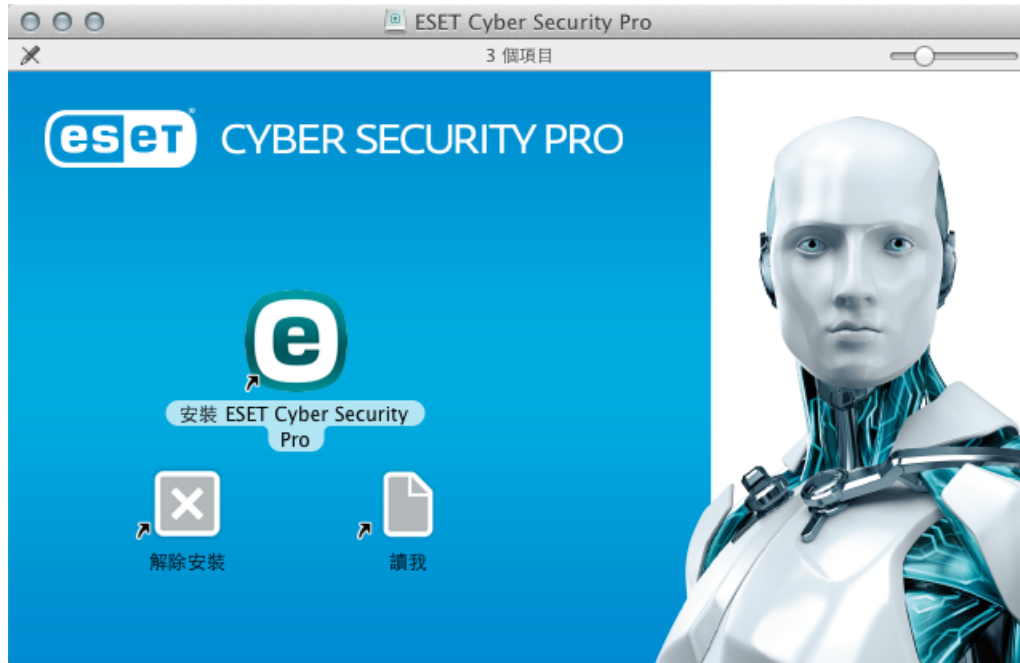 ESET Cyber Security Pro
3 個項目
eseT® CYBER SECURITY PRO
e
安裝 ESET Cyber Security
Pro
解除安裝
讀我